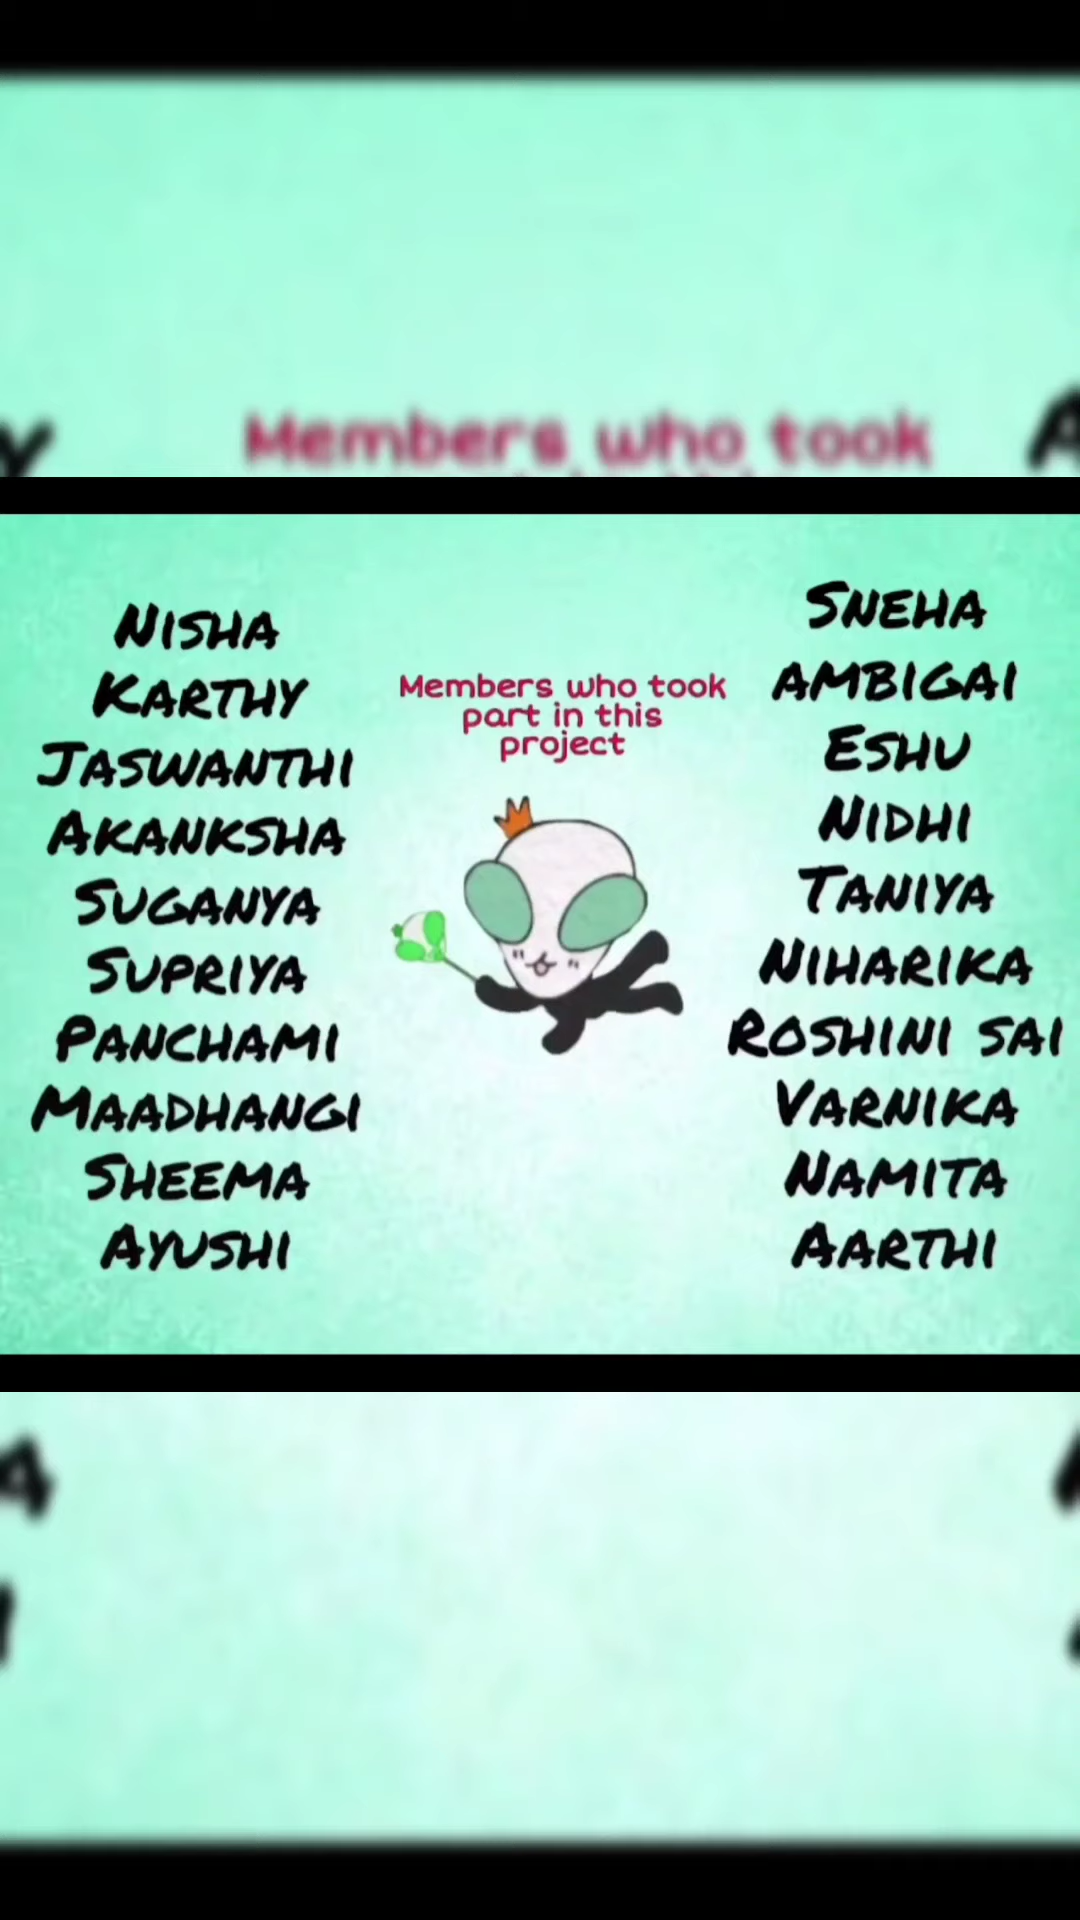 Members who took
Nisha
Karthy
Jaswanthi
Akanksha
Suganya
Supriya
Panchami
Maadhangi
Sheema
Ayushi
Members who took
part in this
project
Sneha
AMBIGAI
Eshu
Nidhi
Taniya
Niharika
Roshini sai
Varnika
Namita
Aarthi